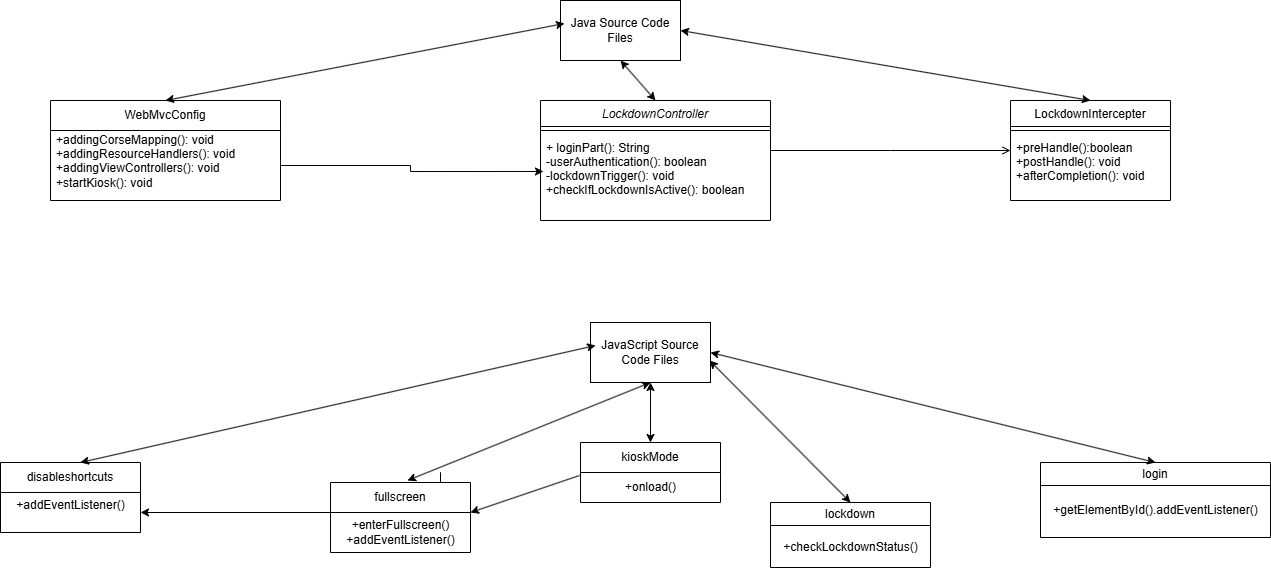 Java Source Code
Files
WebMvcConfig
+addingCorseMapping(): void
+addingResourceHandlers(): void
+addingViewControllers(): void
+startKiosk(): void
LockdownController
+ loginPart(): String
-userAuthentication(): boolean
-lockdownTrigger(): void
+checkIfLockdownIsActive(): boolean
LockdownIntercepter
+preHandle():boolean
+postHandle(): void
+afterCompletion(): void
JavaScript Source
Code Files
disableshortcuts
+addEventListener()
fullscreen
+enterFullscreen()
+addEventListener()
kioskMode
+onload()
lockdown
+checkLockdownStatus()
login
+getElementById().addEventListener()